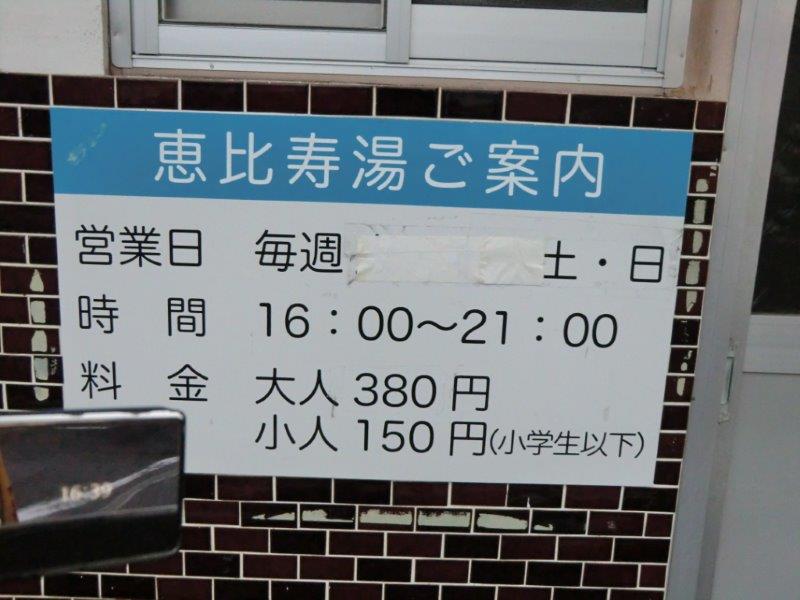 恵比寿湯ご案内
営業日 毎週 土・日
時間 16：00～21：00
料金 大人 380 円
小人 150 円(小学生以下)
16:39